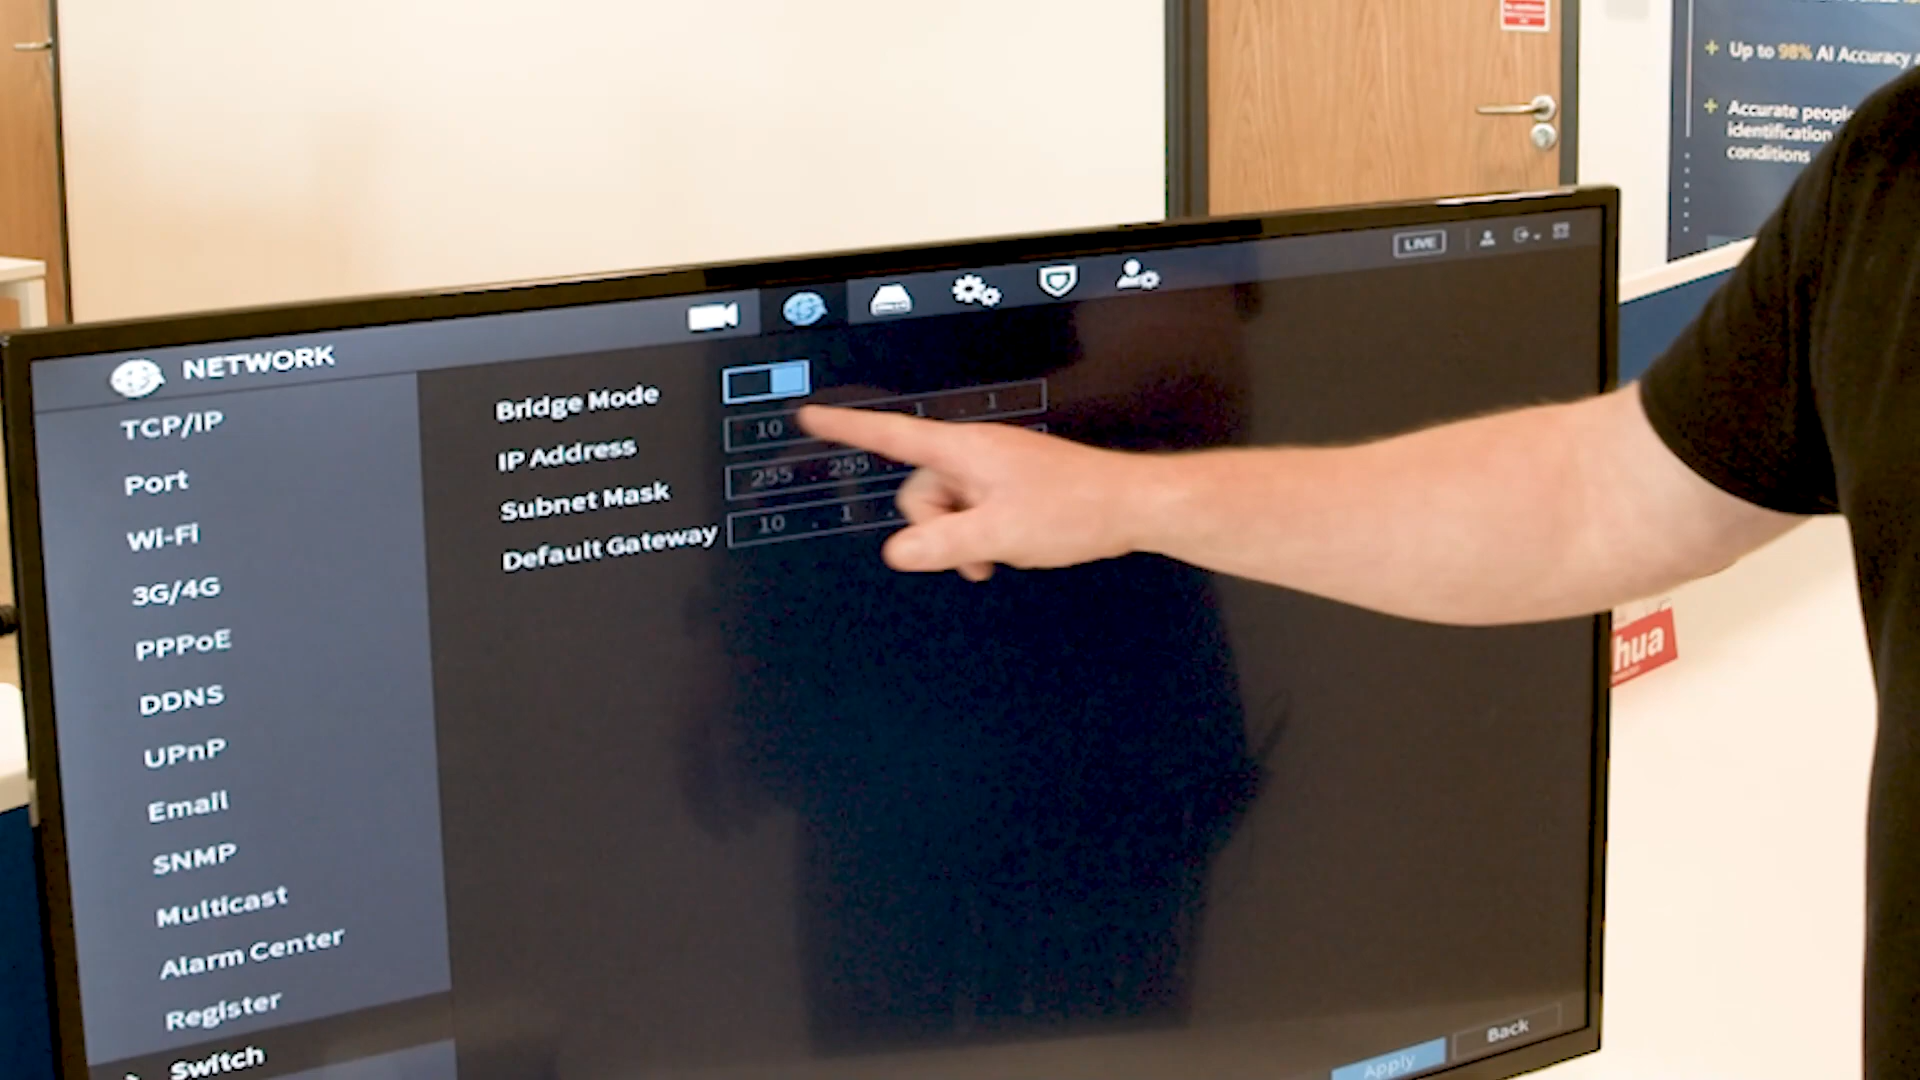 Up to 98% AI Accuracy
Accurate people
identification
conditions
LIVE
NETWORK
TCP/IP
Port
Wi-Fi
3G/4G
PPPoE
DDNS
UPnP
Email
SNMP
Multicast
Alarm Center
Register
Switch
Bridge Mode
IP Address 10 1 . 1
Subnet Mask 255 . 255 .
Default Gateway 10 . 1 .
Apply
Back
hua